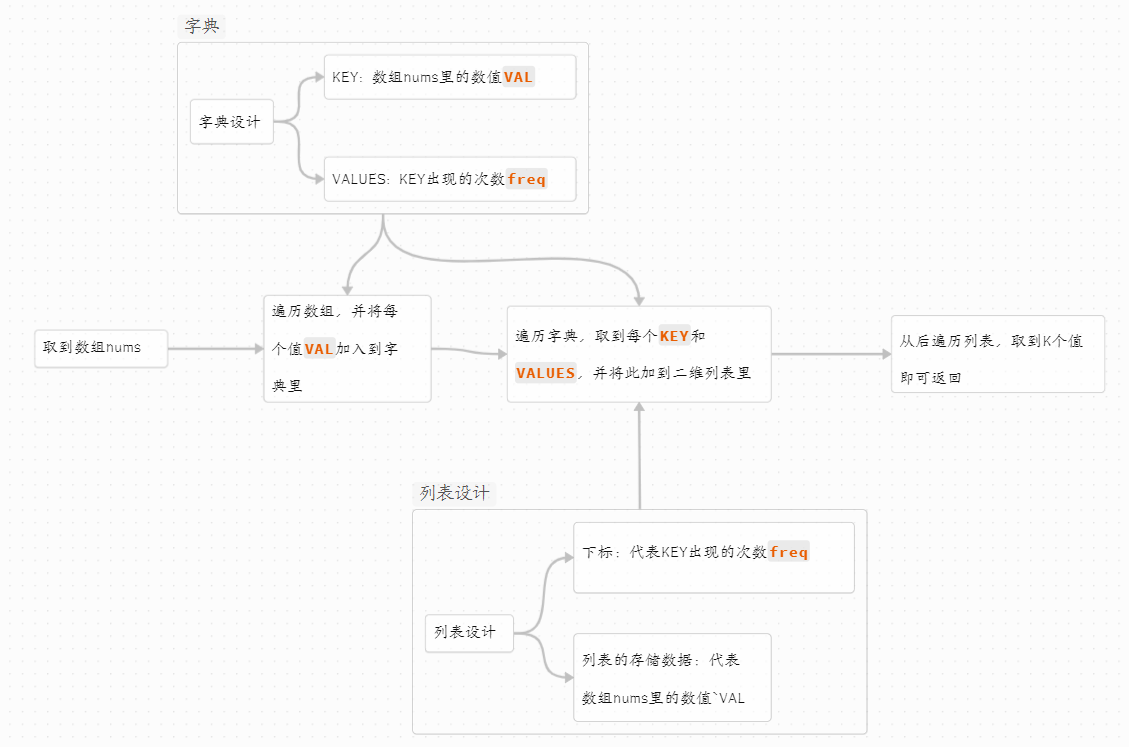 字典
KEY：数组nums里的数值VAL
字典设计
VALUES：KEY出现的次数freq
取到数组nums
遍历数组，并将每
个值VAL加入到字
典里
遍历字典，取到每个KEY和
VALUES，并将此加到二维列表里
从后遍历列表，取到K个值
即可返回
列表设计
下标：代表KEY出现的次数freq
列表设计
列表的存储数据：代表
数组nums里的数值`VAL